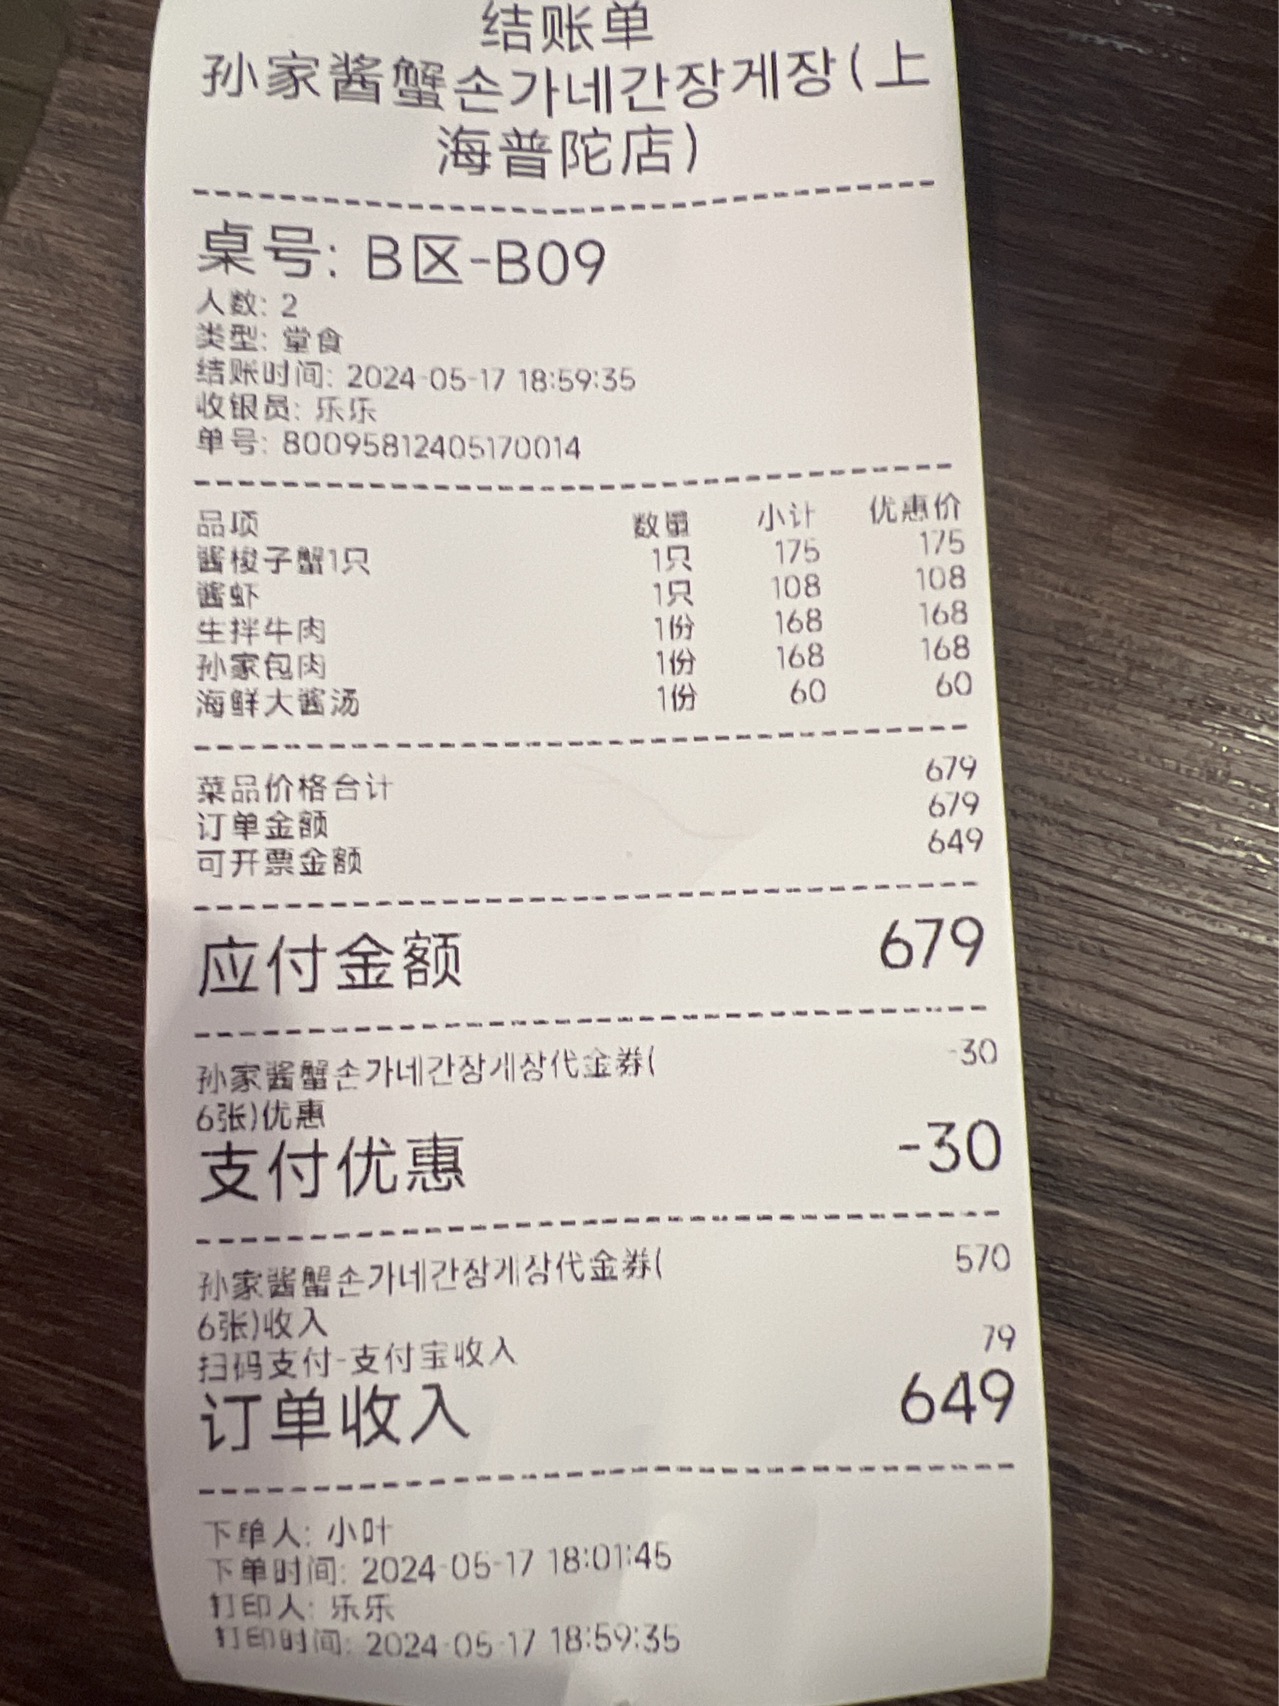 结账单
孙家酱蟹손가네간장게장(上
海普陀店)
桌号: B区-B09
人数: 2
类型: 堂食
结账时间: 2024-05-17 18:59:35
收银员: 乐乐
单号: 80095812405170014
品项 数量 小计 优惠价
酱梭子蟹1只 1只 175 175
酱虾 1只 108 108
生拌牛肉 1份 168 168
孙家包肉 1份 168 168
海鲜大酱汤 1份 60 60
菜品价格合计 679
订单金额 679
可开票金额 649
应付金额 679
孙家酱蟹손가네간장게장代金券( -30
6张)优惠
支付优惠 -30
孙家酱蟹손가네간장게장代金券( 570
6张)收入
扫码支付-支付宝收入 79
订单收入 649
下单人: 小叶
下单时间: 2024-05-17 18:01:45
打印人: 乐乐
打印时间: 2024-05-17 18:59:35